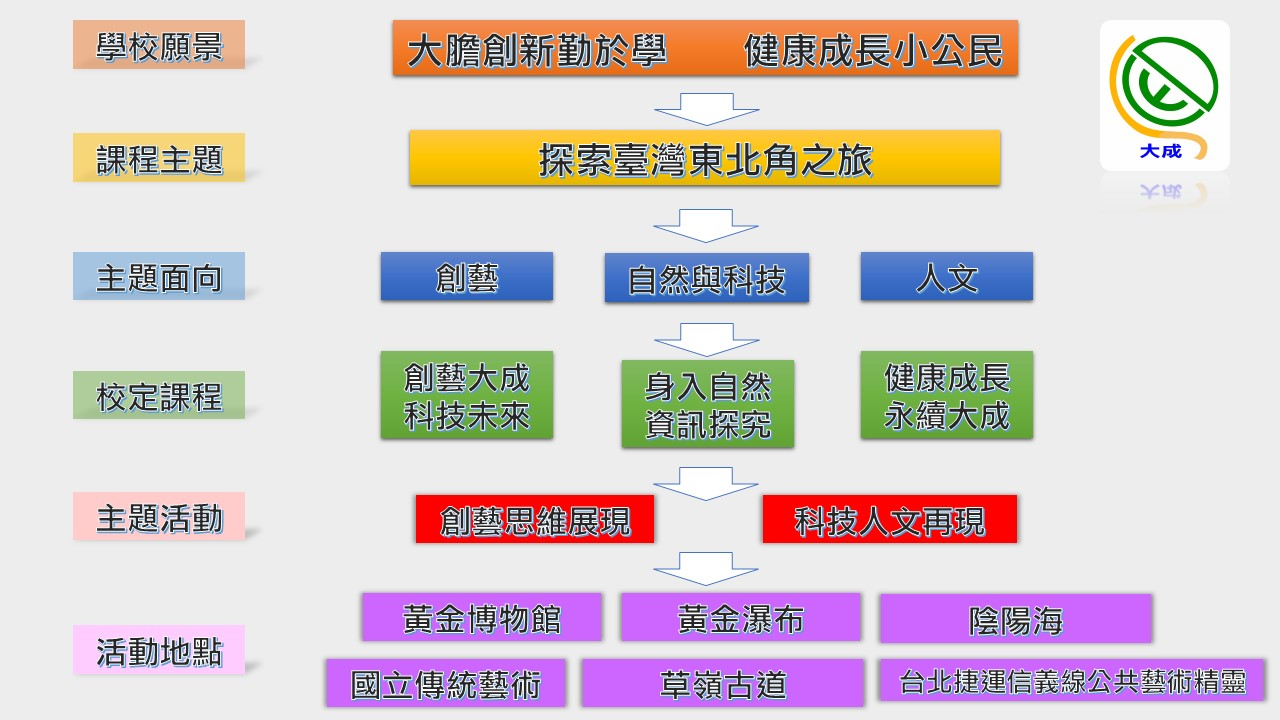 學校願景
大膽創新勤於學 健康成長小公民
大成
課程主題
探索臺灣東北角之旅
主題面向
創藝
自然與科技
人文
校定課程
創藝大成
科技未來
身入自然
資訊探究
健康成長
永續大成
主題活動
創藝思維展現
科技人文再現
活動地點
黃金博物館
黃金瀑布
陰陽海
國立傳統藝術
草嶺古道
台北捷運信義線公共藝術精靈